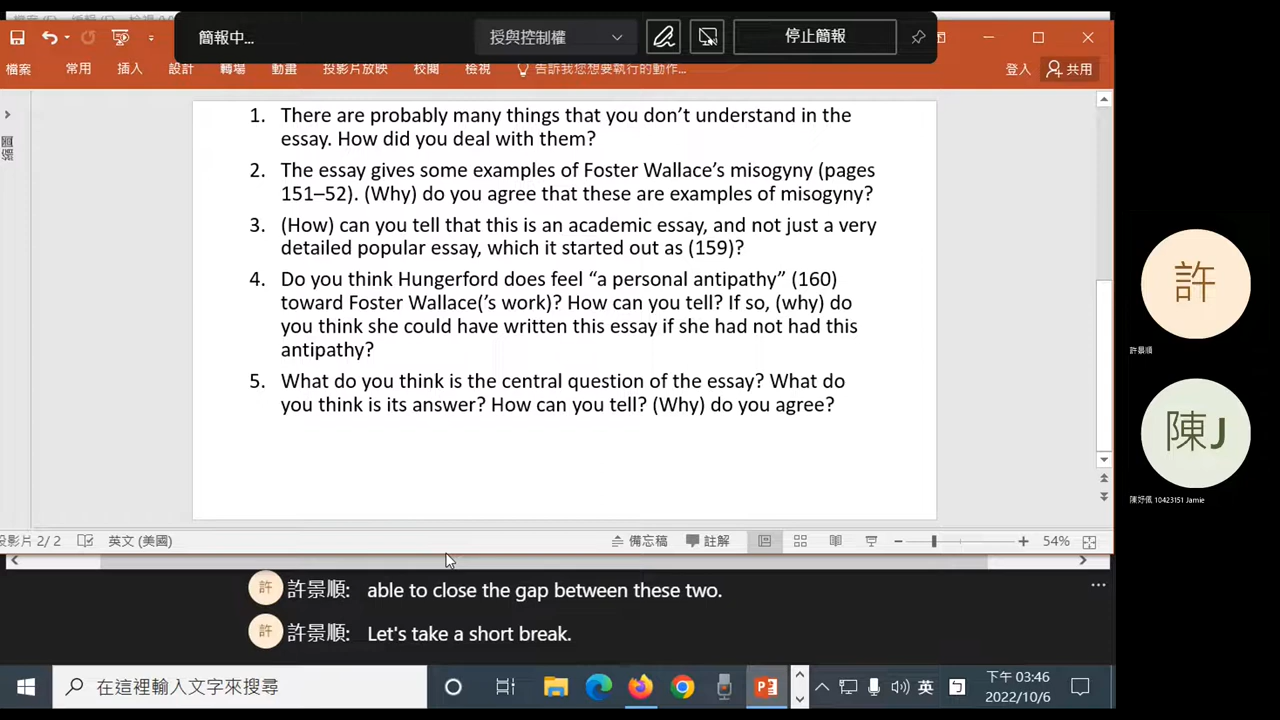 簡報中...
授與控制權
停止簡報
檔案
常用
插入
設計
轉場
動畫
投影片放映
校閱
檢視
告訴我您想要執行的動作...
登入
共用
1. There are probably many things that you don’t understand in the
essay. How did you deal with them?
2. The essay gives some examples of Foster Wallace’s misogyny (pages
151–52). (Why) do you agree that these are examples of misogyny?
3. (How) can you tell that this is an academic essay, and not just a very
detailed popular essay, which it started out as (159)?
4. Do you think Hungerford does feel “a personal antipathy” (160)
toward Foster Wallace(’s work)? How can you tell? If so, (why) do
you think she could have written this essay if she had not had this
antipathy?
5. What do you think is the central question of the essay? What do
you think is its answer? How can you tell? (Why) do you agree?
許
許景順
陳J
陳妤佩 10423151 Jamie
投影片 2/2
英文 (美國)
備忘稿
註解
54%
許 許景順: able to close the gap between these two.
許 許景順: Let's take a short break.
在這裡輸入文字來搜尋
英
下午 03:46
2022/10/6